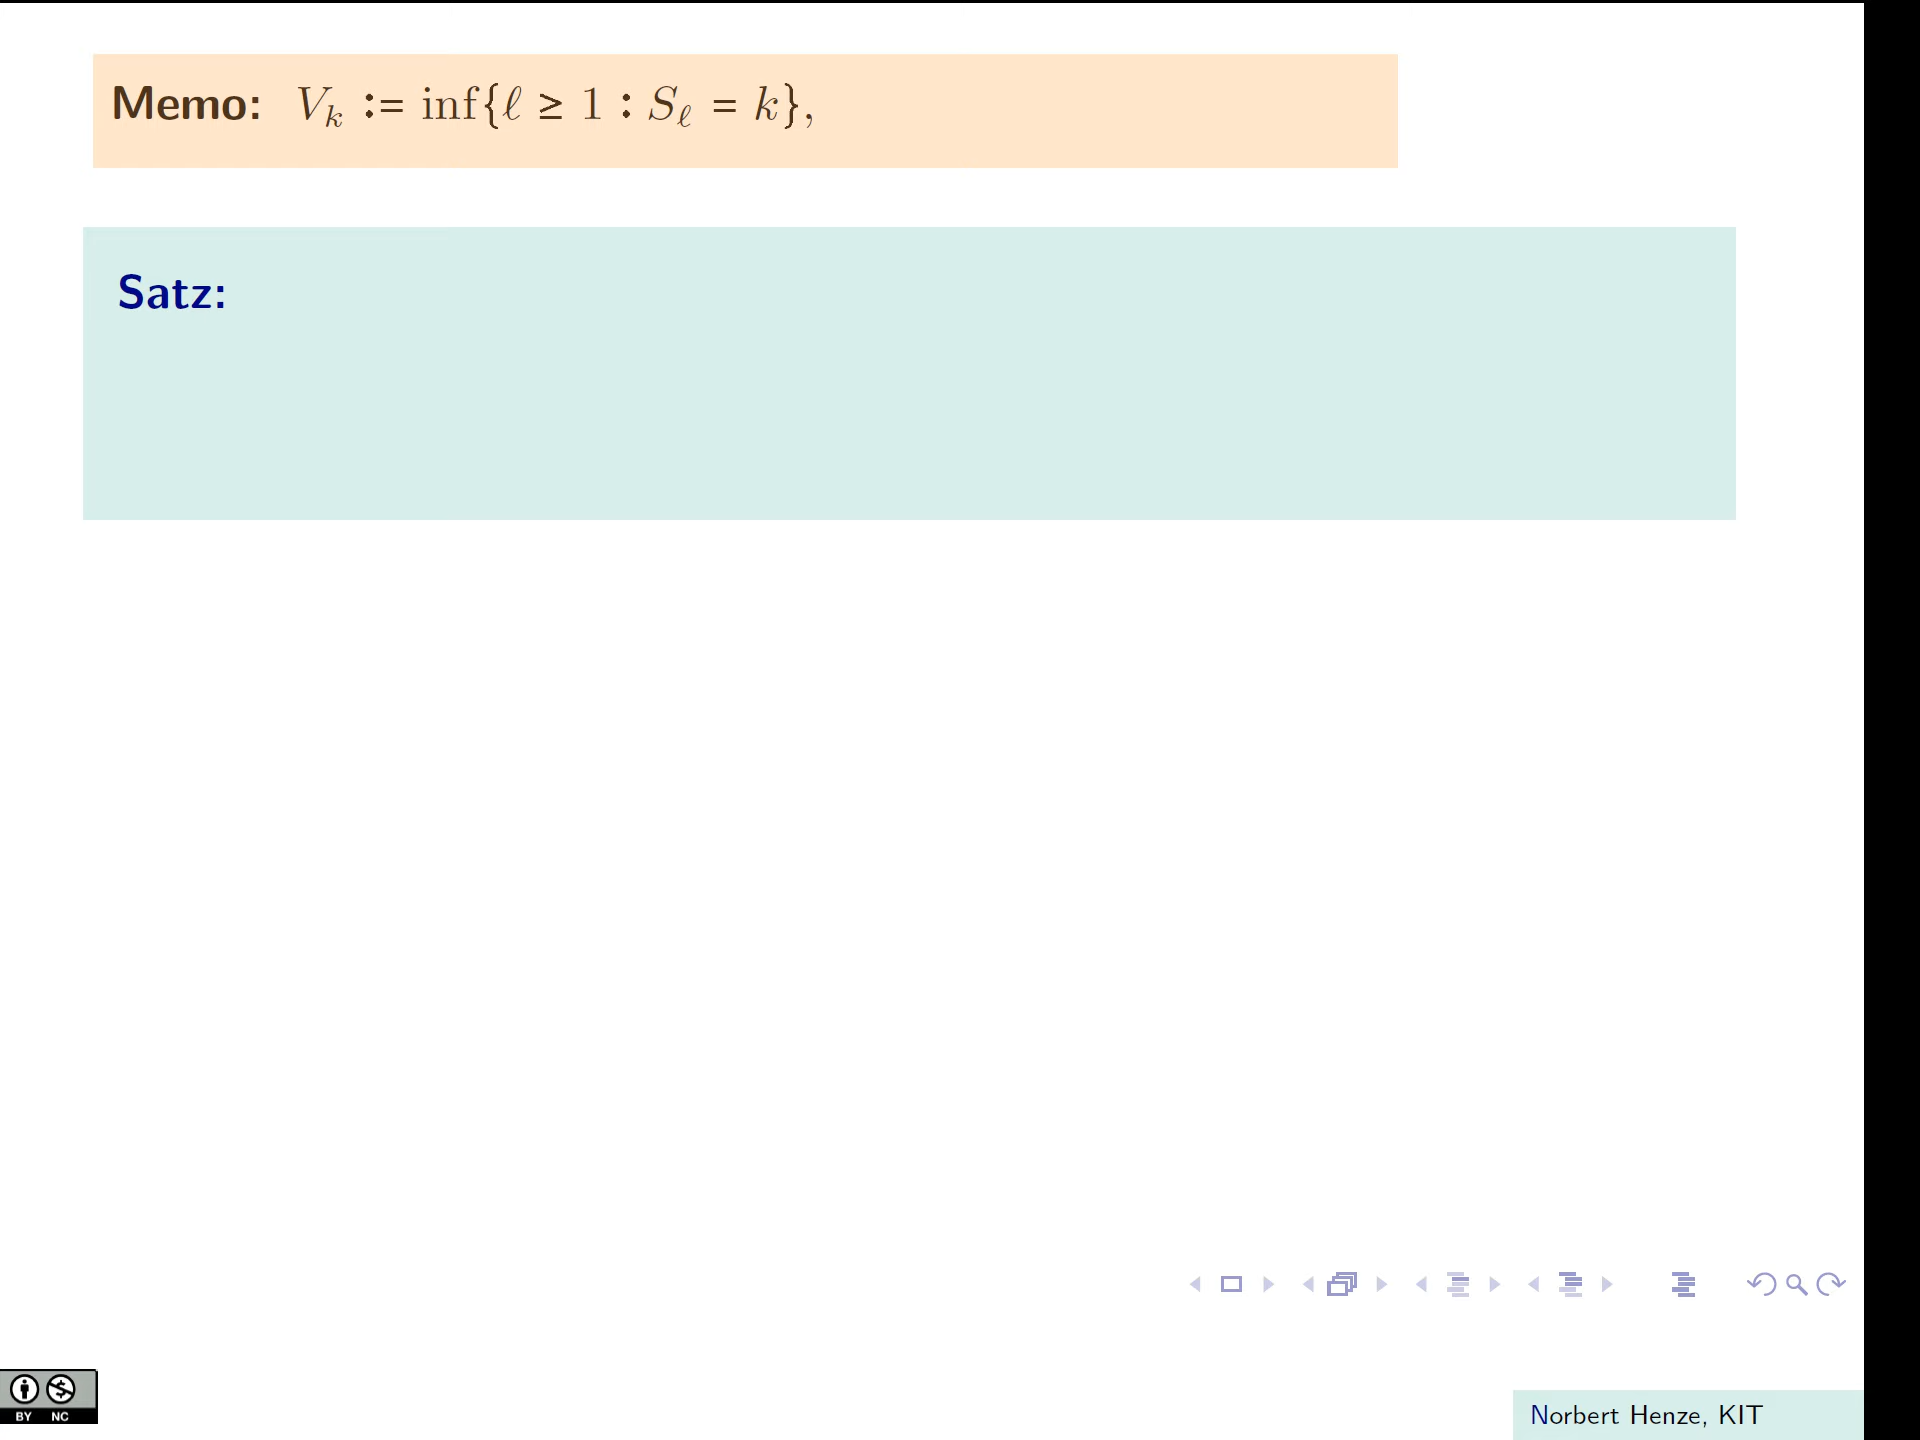 Memo: V_k := inf{ℓ ≥ 1 : S_ℓ = k},
Satz:
BY NC
Norbert Henze, KIT